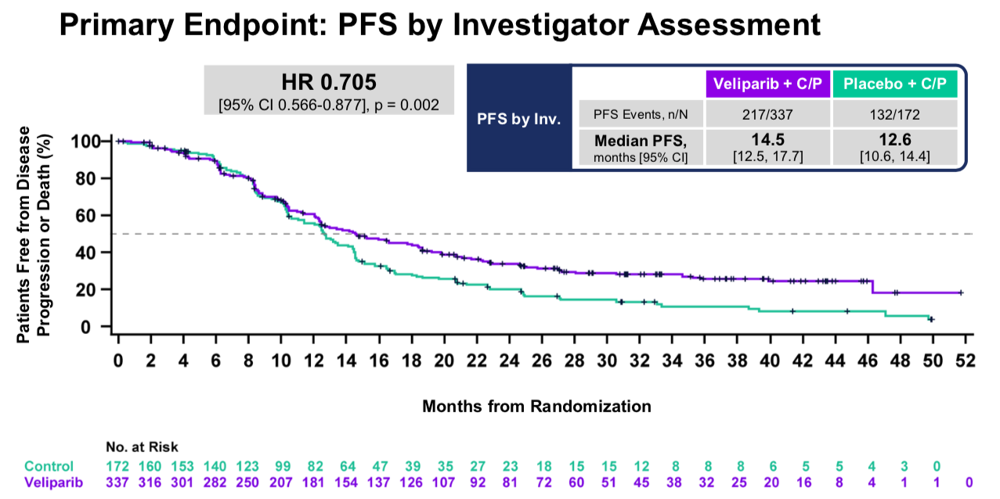 Primary Endpoint: PFS by Investigator Assessment
HR 0.705
[95% CI 0.566-0.877], p = 0.002
PFS by Inv.
Veliparib + C/P Placebo + C/P
PFS Events, n/N 217/337 132/172
Median PFS, 14.5 12.6
months [95% CI] [12.5, 17.7] [10.6, 14.4]
Patients Free from Disease
Progression or Death (%)
100
80
60
40
20
0
0 2 4 6 8 10 12 14 16 18 20 22 24 26 28 30 32 34 36 38 40 42 44 46 48 50 52
Months from Randomization
No. at Risk
Control 172 160 153 140 123 99 82 64 47 39 35 27 23 18 15 15 12 8 8 8 6 5 5 4 3 0
Veliparib 337 316 301 282 250 207 181 154 137 126 107 92 81 72 60 51 45 38 32 25 20 16 8 4 1 1 0